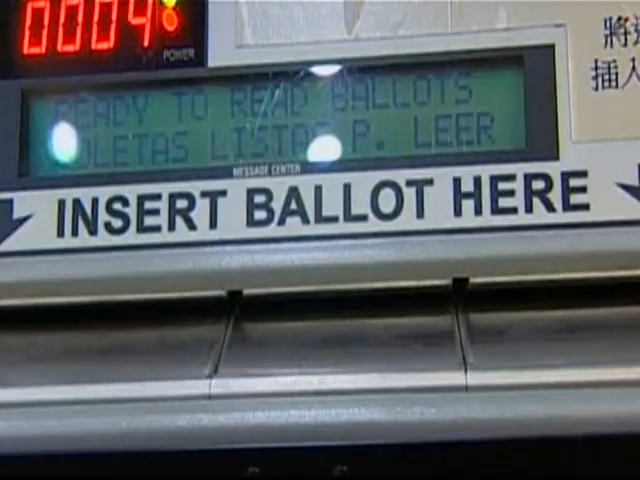 0004
POWER
READY TO READ BALLOTS
BOLETAS LISTAS P. LEER
MESSAGE CENTER
INSERT BALLOT HERE
將
插入